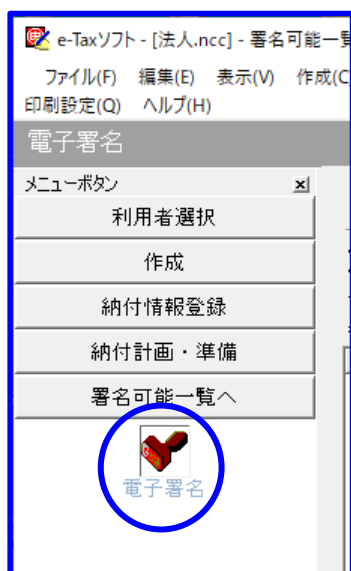 e-Taxソフト - [法人.ncc] - 署名可能一覧
ファイル(F) 編集(E) 表示(V) 作成(C
印刷設定(Q) ヘルプ(H)
電子署名
メニューボタン x
利用者選択
作成
納付情報登録
納付計画・準備
署名可能一覧へ
電子署名